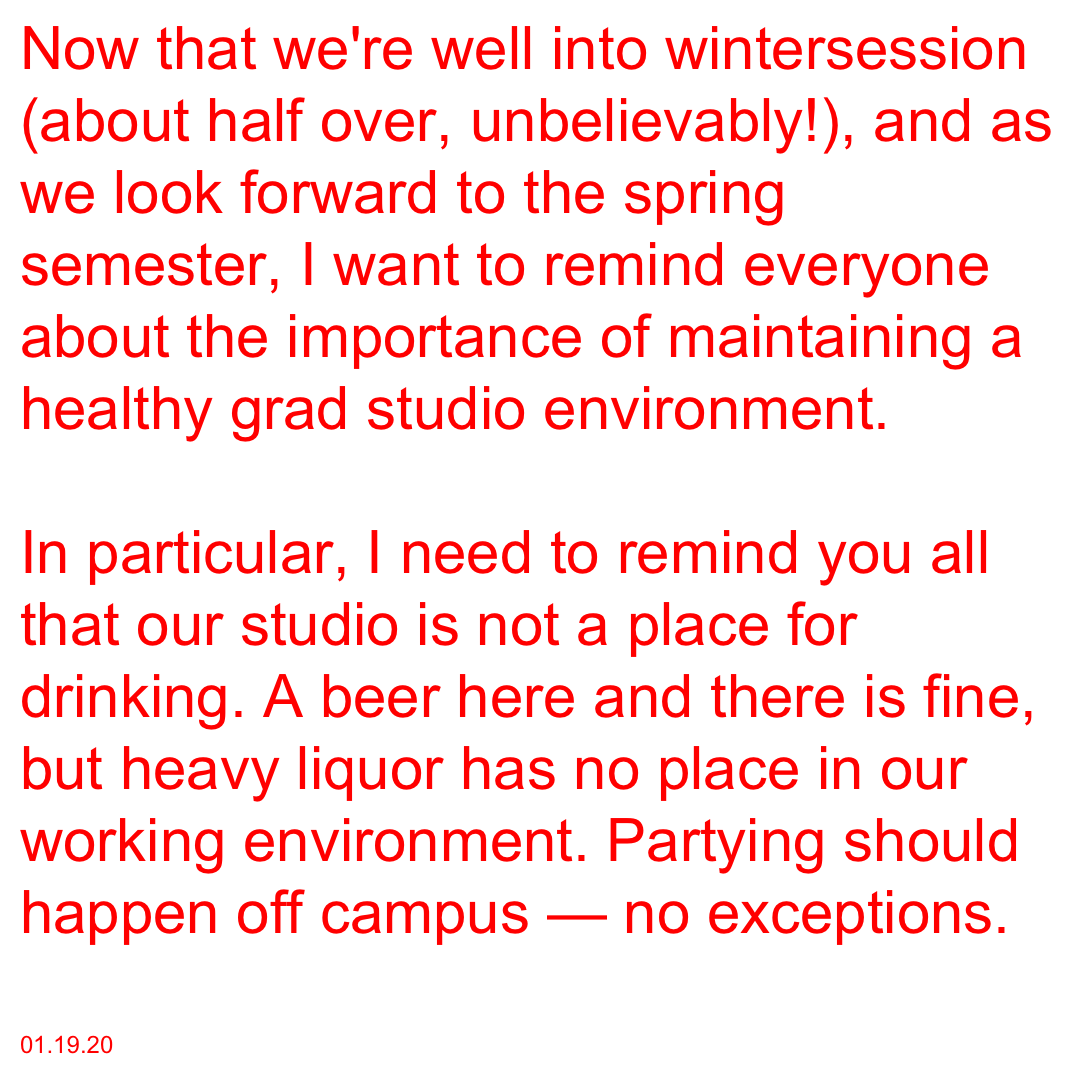 Now that we're well into wintersession
(about half over, unbelievably!), and as
we look forward to the spring
semester, I want to remind everyone
about the importance of maintaining a
healthy grad studio environment.
In particular, I need to remind you all
that our studio is not a place for
drinking. A beer here and there is fine,
but heavy liquor has no place in our
working environment. Partying should
happen off campus — no exceptions.
01.19.20